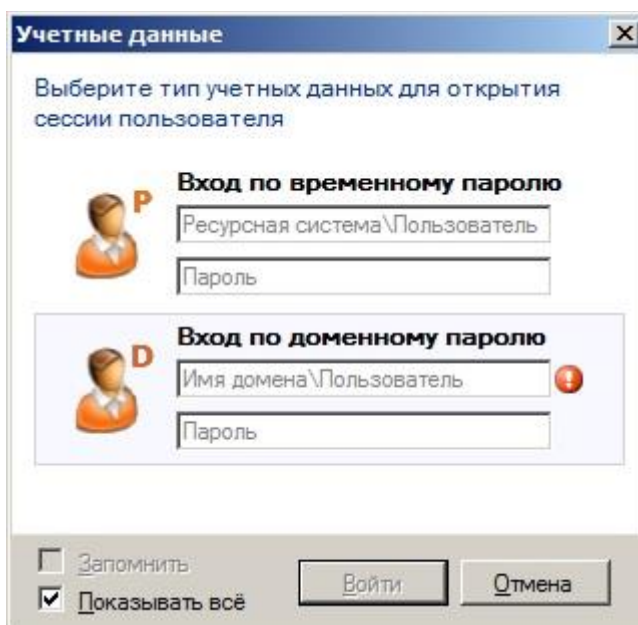 Учетные данные
Выберите тип учетных данных для открытия
сессии пользователя
Вход по временному паролю
P
Ресурсная система\Пользователь
Пароль
Вход по доменному паролю
D
Имя домена\Пользователь
Пароль
Запомнить
Показывать всё
Войти
Отмена